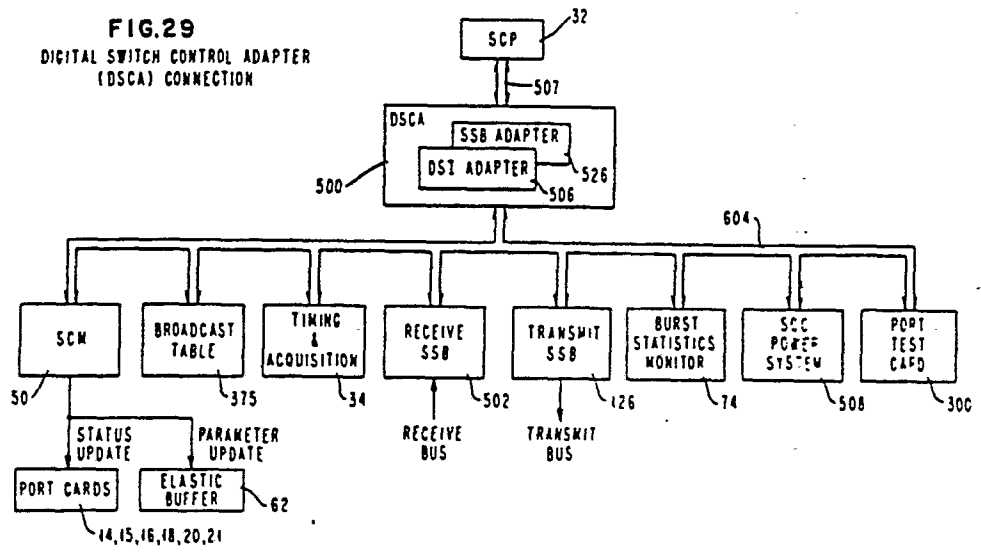 FIG.29
DIGITAL SWITCH CONTROL ADAPTER
(DSCA) CONNECTION
32
SCP
507
DSCA
SSB ADAPTER
DSI ADAPTER
526
506
500
604
SCM
BROADCAST
TABLE
TIMING
&
ACQUISITION
RECEIVE
SSB
TRANSMIT
SSB
BURST
STATISTICS
MONITOR
SCC
POWER
SYSTEM
PORT
TEST
CARD
50
375
34
502
126
74
508
300
STATUS
UPDATE
PARAMETER
UPDATE
RECEIVE
BUS
TRANSMIT
BUS
PORT CARDS
ELASTIC
BUFFER
62
14,15,16,18,20,21